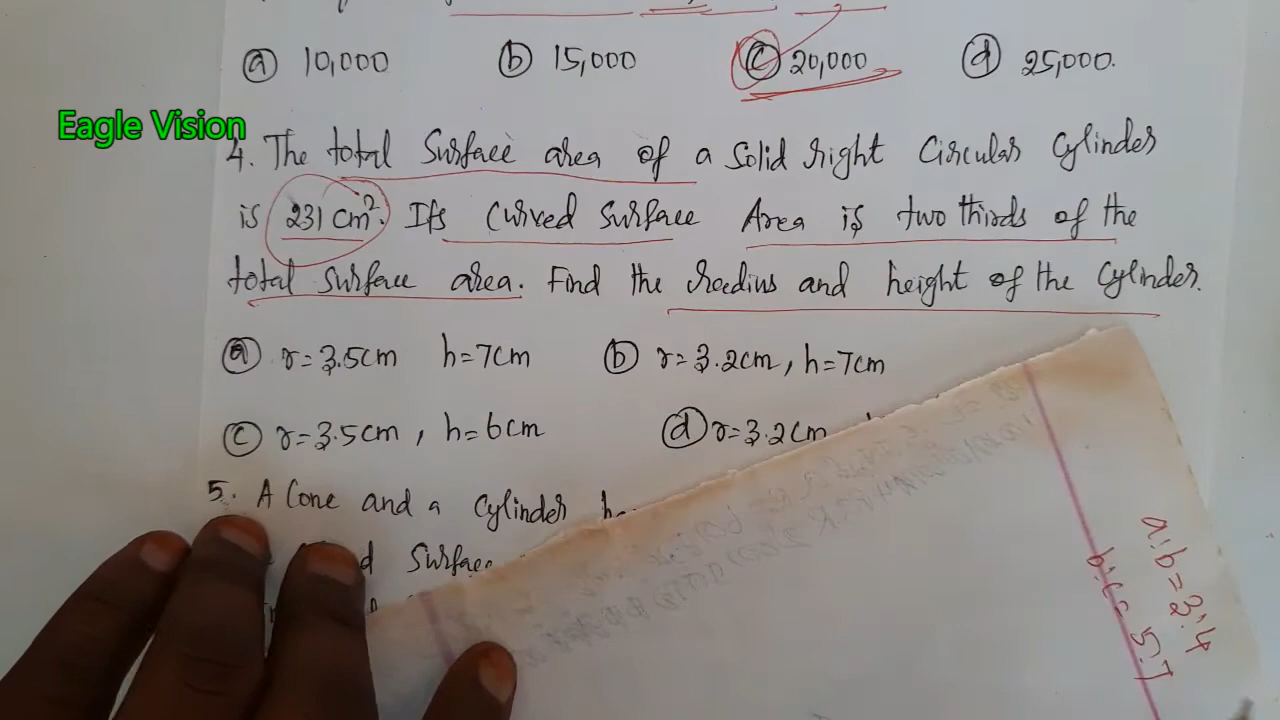 ⓐ 10,000 ⓑ 15,000 ⓒ 20,000 ⓓ 25,000.
Eagle Vision
4. The total Surface area of a Solid right Circular Cylinder
is 231 cm². Its Curved Surface Area is two thirds of the
total surface area. Find the radius and height of the Cylinder.
ⓐ r=3.5cm h=7cm ⓑ r=3.2cm, h=7cm
ⓒ r=3.5cm, h=6cm ⓓ r=3.2cm
5. A Cone and a Cylinder
Surface
a:b=3:4
b:c=5:7